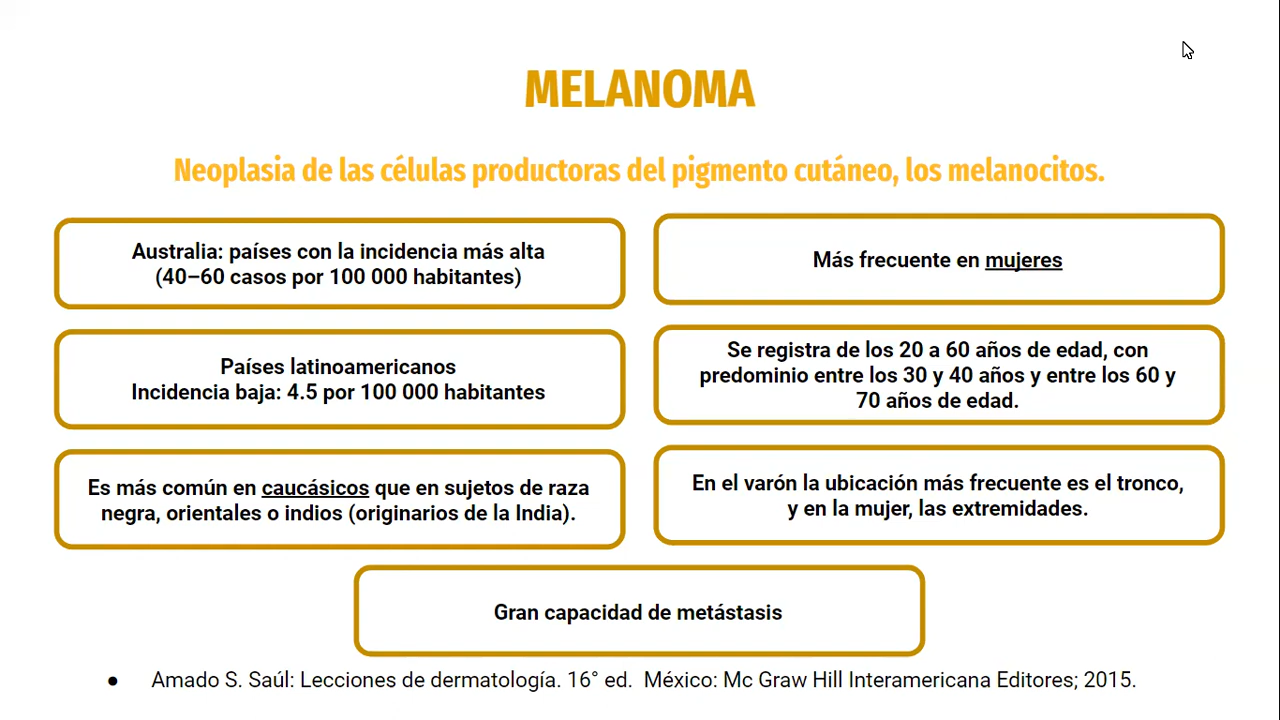 MELANOMA
Neoplasia de las células productoras del pigmento cutáneo, los melanocitos.
Australia: países con la incidencia más alta
(40–60 casos por 100 000 habitantes)
Más frecuente en mujeres
Países latinoamericanos
Incidencia baja: 4.5 por 100 000 habitantes
Se registra de los 20 a 60 años de edad, con
predominio entre los 30 y 40 años y entre los 60 y
70 años de edad.
Es más común en caucásicos que en sujetos de raza
negra, orientales o indios (originarios de la India).
En el varón la ubicación más frecuente es el tronco,
y en la mujer, las extremidades.
Gran capacidad de metástasis
● Amado S. Saúl: Lecciones de dermatología. 16° ed. México: Mc Graw Hill Interamericana Editores; 2015.